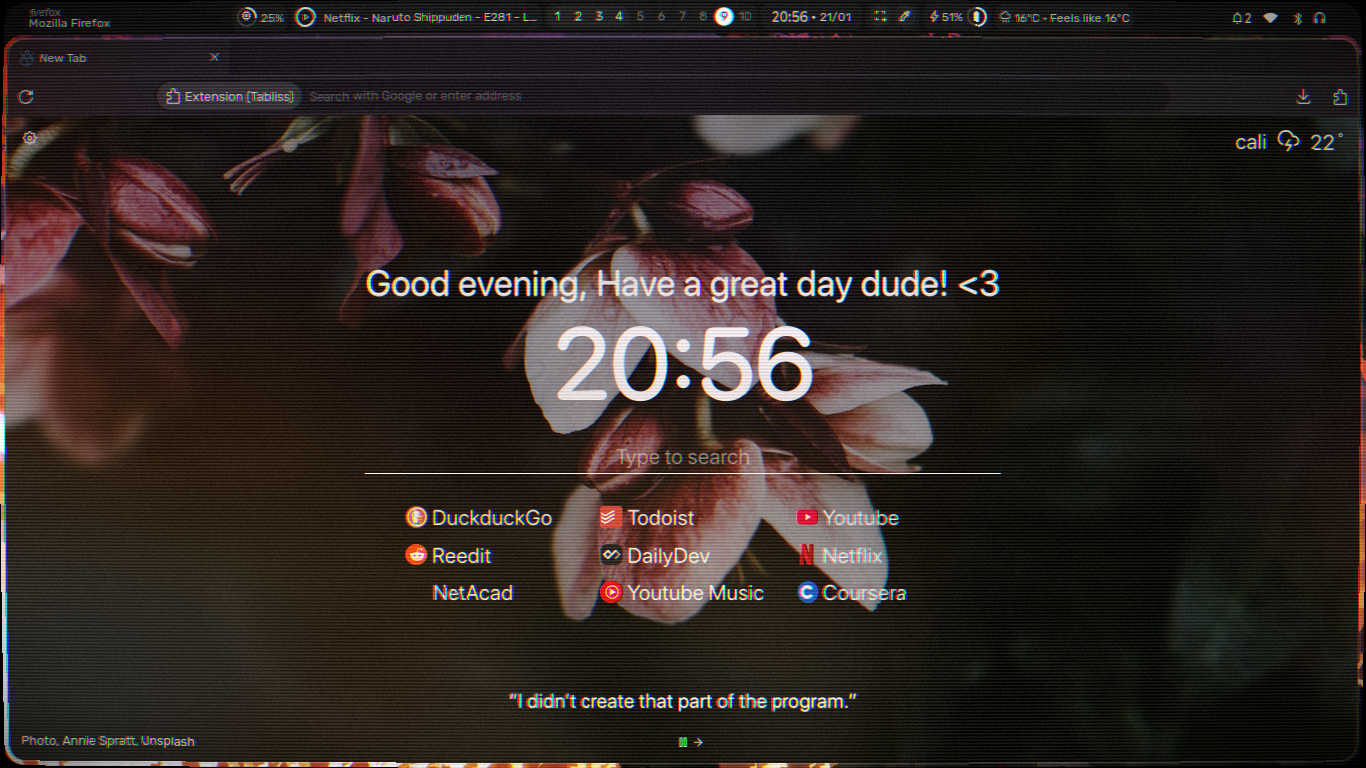 firefox
Mozilla Firefox
25%
Netflix - Naruto Shippuden - E281 - L...
1 2 3 4 5 6 7 8 9 10
20:56 • 21/01
51%
16°C • Feels like 16°C
2
New Tab
Extension (Tabliss) Search with Google or enter address
cali 22°
Good evening, Have a great day dude! <3
20:56
Type to search
DuckduckGo Todoist Youtube
Reedit DailyDev Netflix
NetAcad Youtube Music Coursera
“I didn’t create that part of the program.”
Photo, Annie Spratt, Unsplash